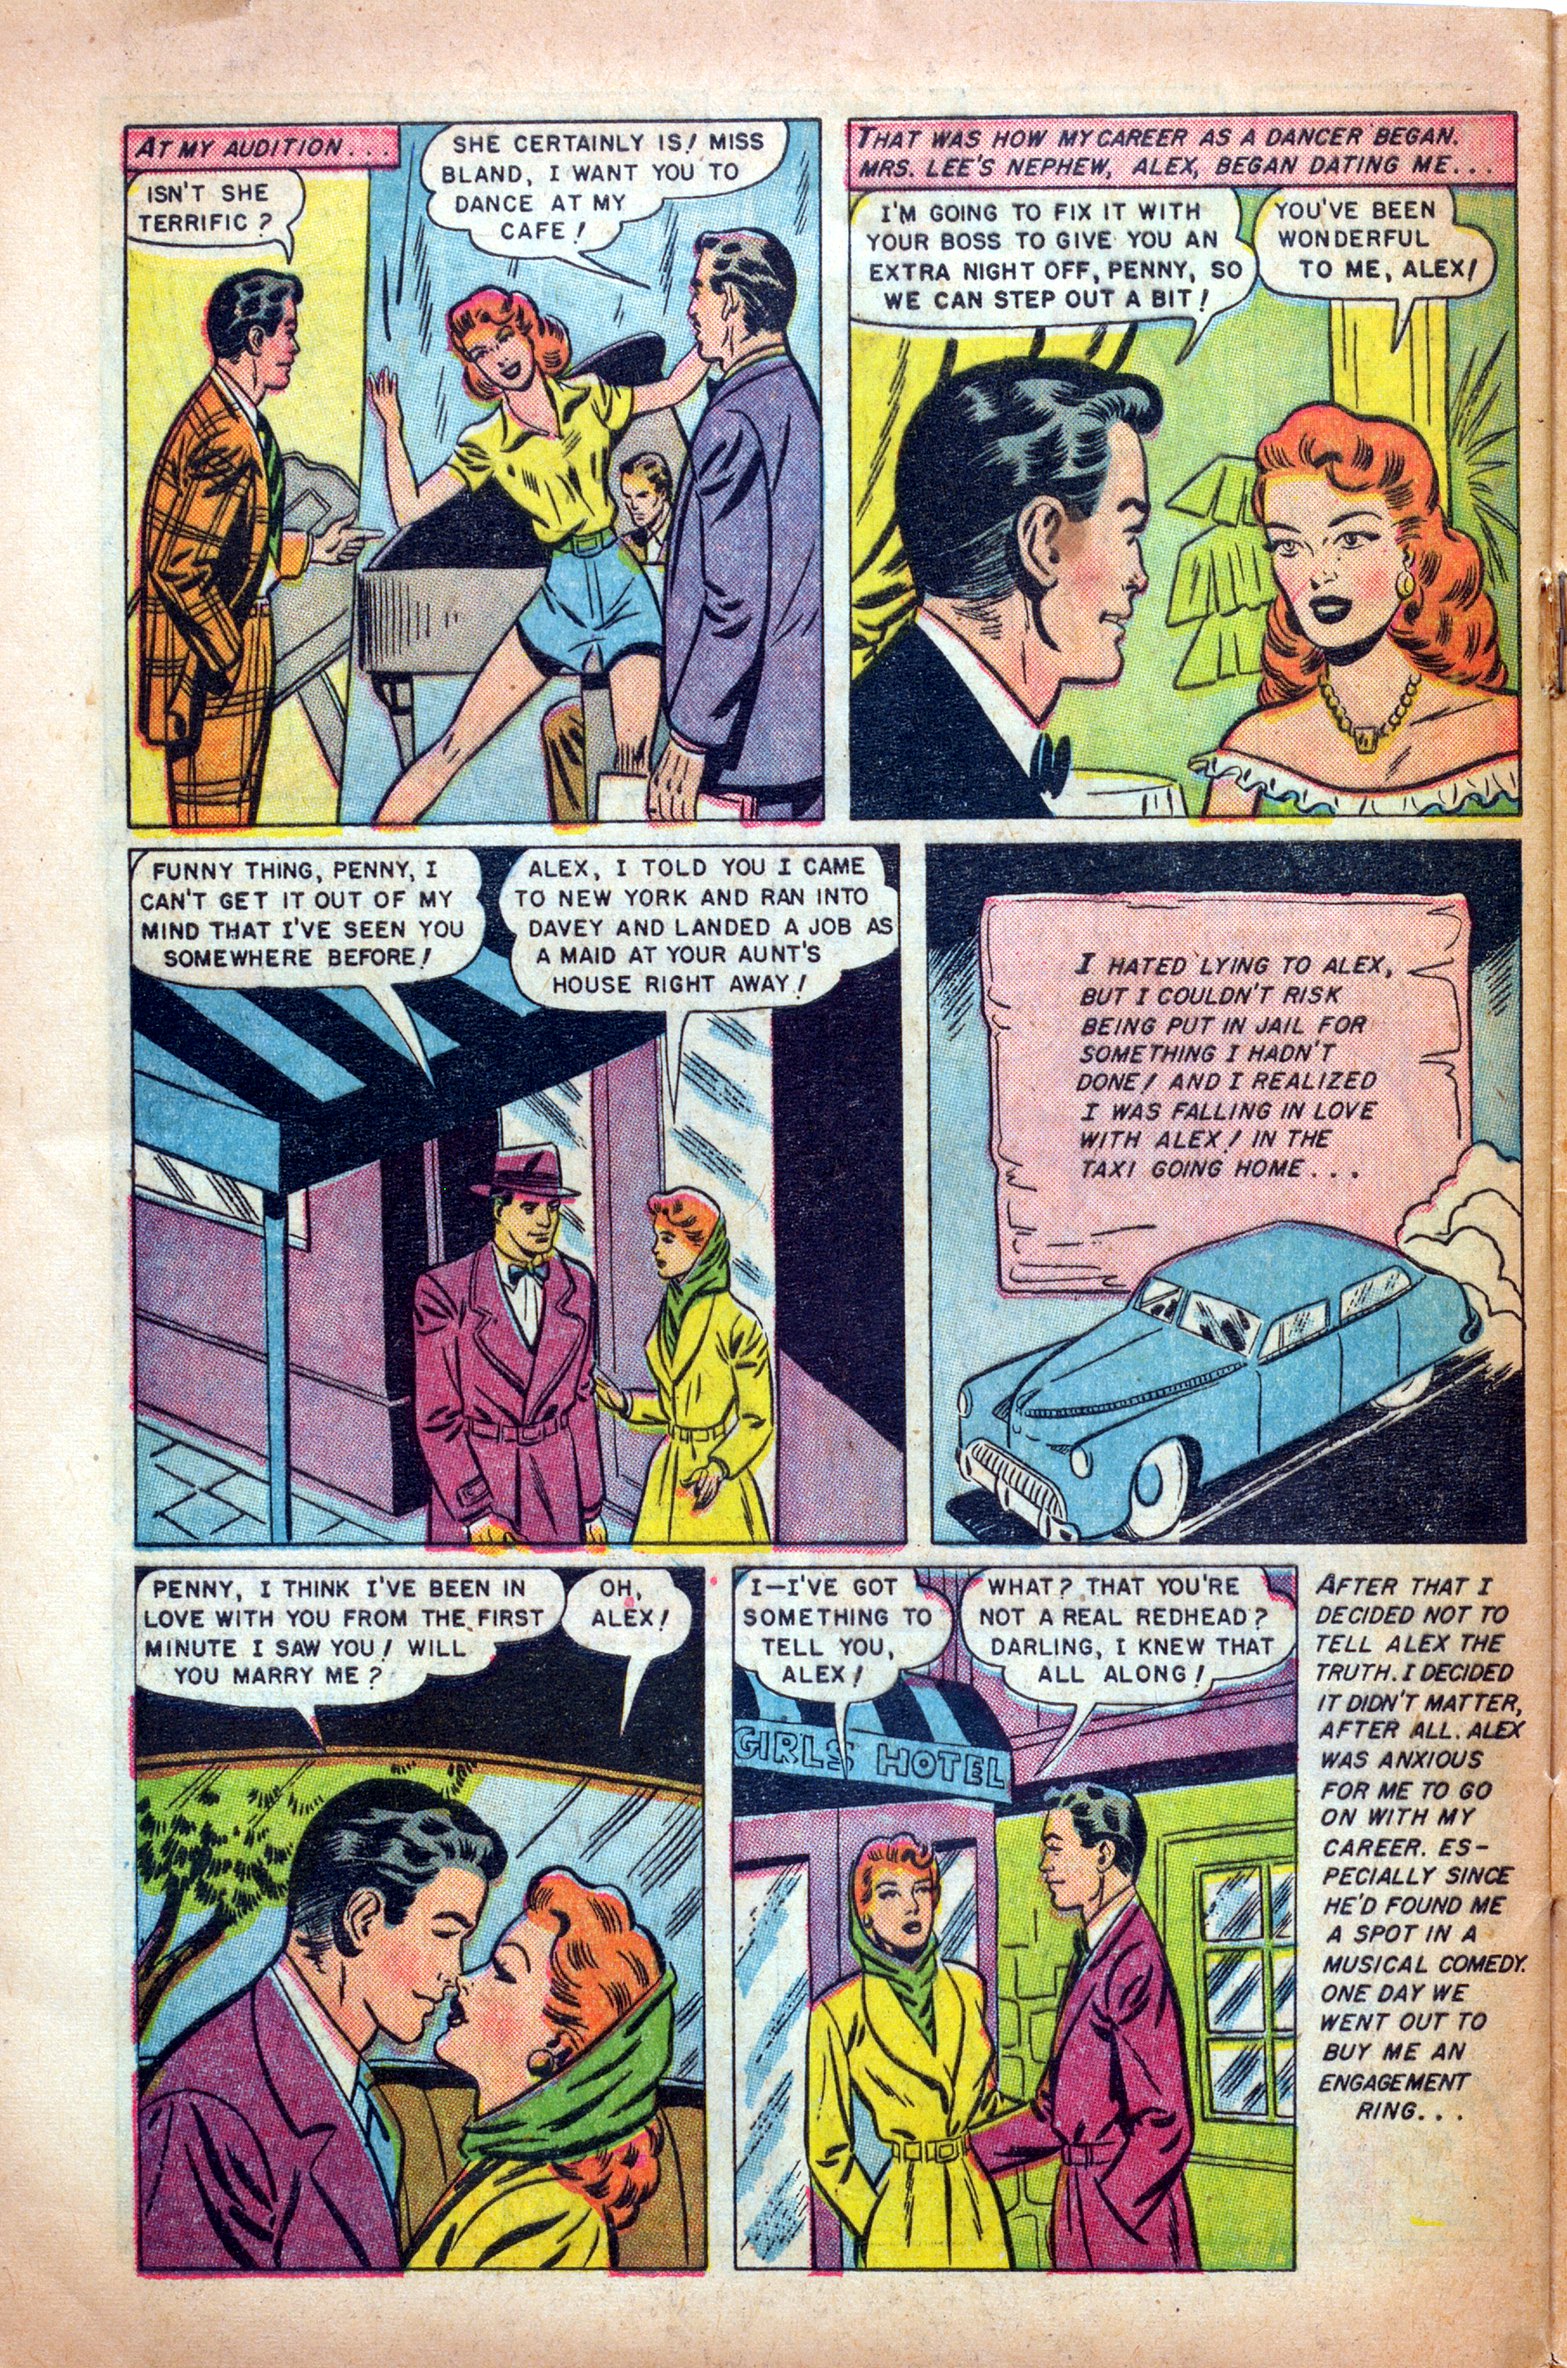 AT MY AUDITION...
ISN'T SHE
TERRIFIC?
SHE CERTAINLY IS! MISS
BLAND, I WANT YOU TO
DANCE AT MY
CAFE!
THAT WAS HOW MY CAREER AS A DANCER BEGAN.
MRS. LEE'S NEPHEW, ALEX, BEGAN DATING ME...
I'M GOING TO FIX IT WITH
YOUR BOSS TO GIVE YOU AN
EXTRA NIGHT OFF, PENNY, SO
WE CAN STEP OUT A BIT!
YOU'VE BEEN
WONDERFUL
TO ME, ALEX!
FUNNY THING, PENNY, I
CAN'T GET IT OUT OF MY
MIND THAT I'VE SEEN YOU
SOMEWHERE BEFORE!
ALEX, I TOLD YOU I CAME
TO NEW YORK AND RAN INTO
DAVEY AND LANDED A JOB AS
A MAID AT YOUR AUNT'S
HOUSE RIGHT AWAY!
I HATED LYING TO ALEX,
BUT I COULDN'T RISK
BEING PUT IN JAIL FOR
SOMETHING I HADN'T
DONE! AND I REALIZED
I WAS FALLING IN LOVE
WITH ALEX! IN THE
TAXI GOING HOME...
PENNY, I THINK I'VE BEEN IN
LOVE WITH YOU FROM THE FIRST
MINUTE I SAW YOU! WILL
YOU MARRY ME?
OH,
ALEX!
I-I'VE GOT
SOMETHING TO
TELL YOU,
ALEX!
WHAT? THAT YOU'RE
NOT A REAL REDHEAD?
DARLING, I KNEW THAT
ALL ALONG!
GIRLS HOTEL
AFTER THAT I
DECIDED NOT TO
TELL ALEX THE
TRUTH. I DECIDED
IT DIDN'T MATTER,
AFTER ALL. ALEX
WAS ANXIOUS
FOR ME TO GO
ON WITH MY
CAREER. ES-
PECIALLY SINCE
HE'D FOUND ME
A SPOT IN A
MUSICAL COMEDY.
ONE DAY WE
WENT OUT TO
BUY ME AN
ENGAGEMENT
RING...